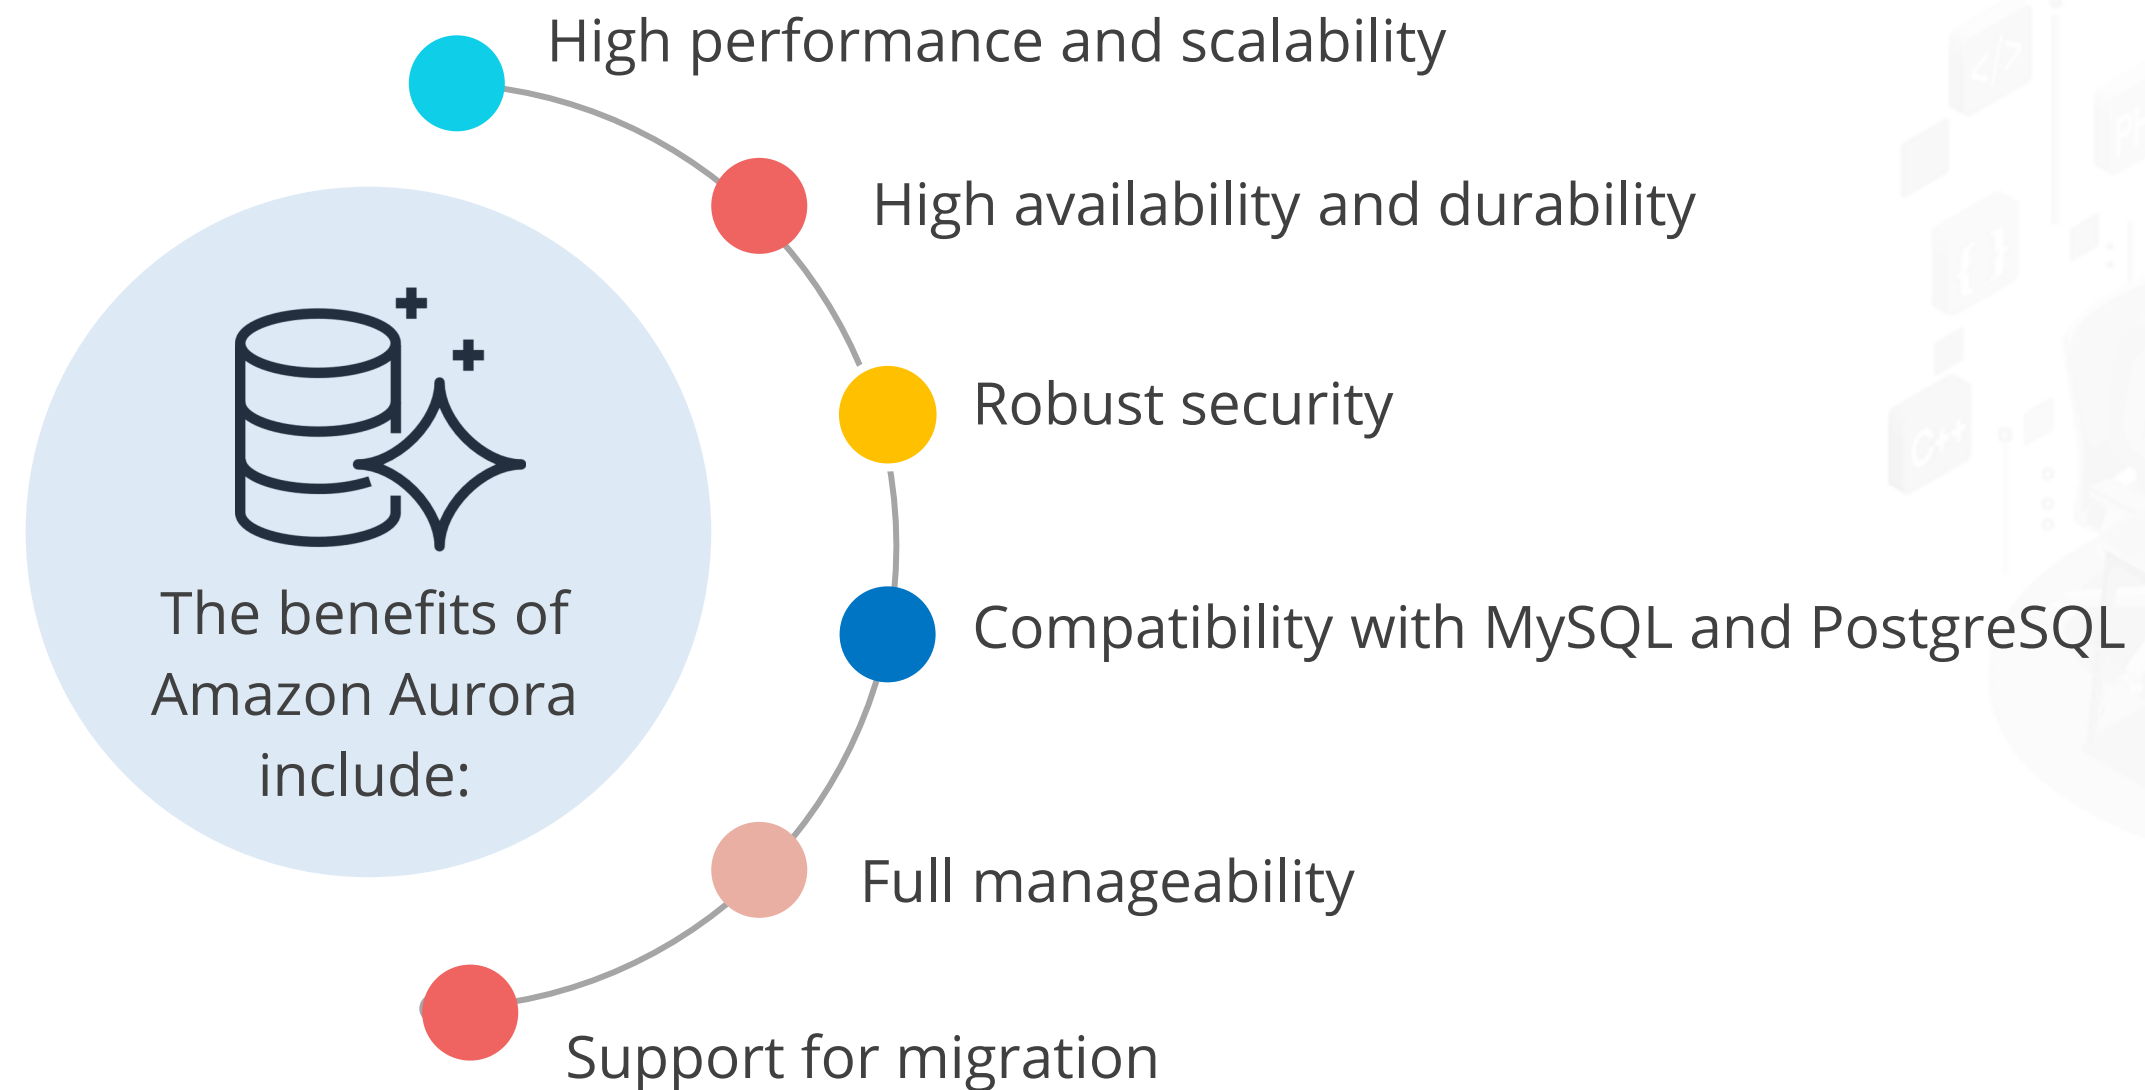 High performance and scalability
High availability and durability
Robust security
The benefits of
Amazon Aurora
include:
Compatibility with MySQL and PostgreSQL
Full manageability
Support for migration
</>
{ }
C++